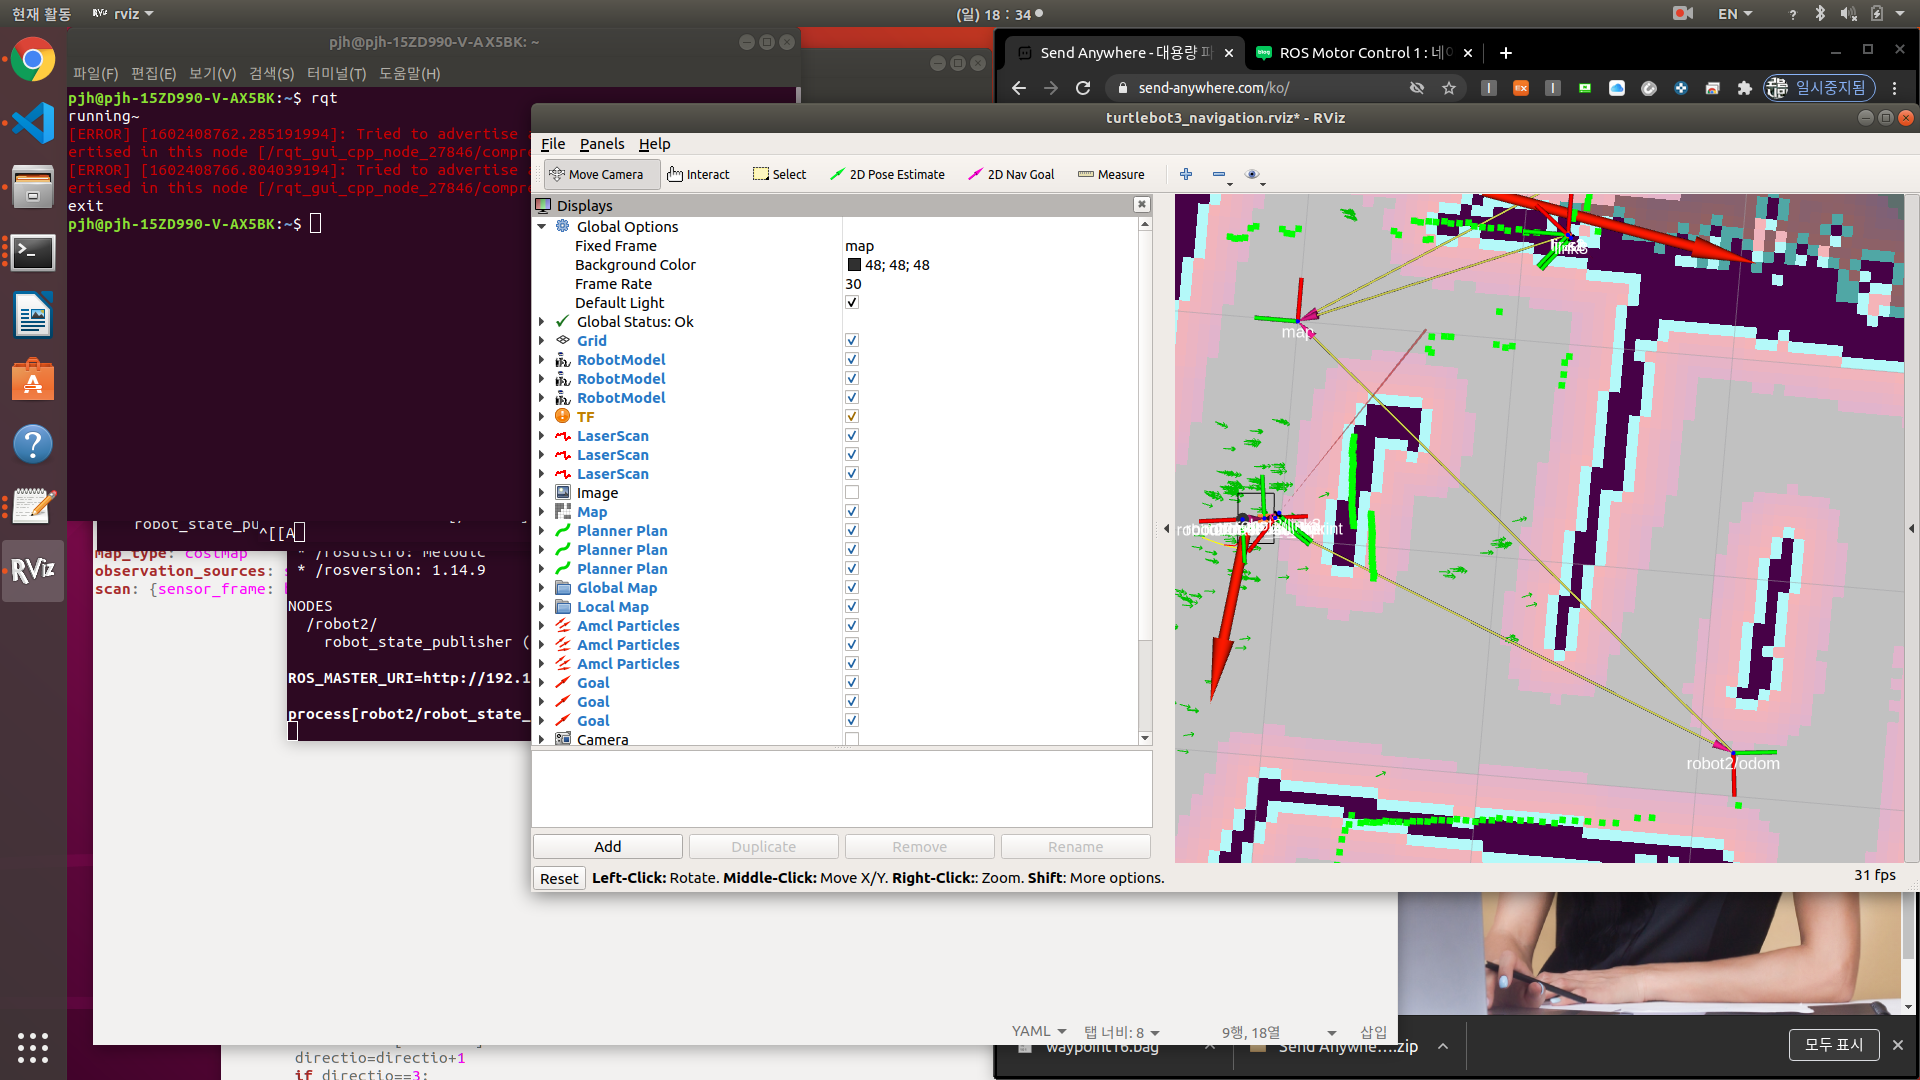 현재 활동
rviz
(일) 18 : 34
EN
pjh@pjh-15ZD990-V-AX5BK: ~
파일(F) 편집(E) 보기(V) 검색(S) 터미널(T) 도움말(H)
pjh@pjh-15ZD990-V-AX5BK:~$ rqt
running~
[ERROR] [1602408762.285191994]: Tried to advertise
ertised in this node [/rqt_gui_cpp_node_27846/compre
[ERROR] [1602408766.804039194]: Tried to advertise
ertised in this node [/rqt_gui_cpp_node_27846/compre
exit
pjh@pjh-15ZD990-V-AX5BK:~$
robot_state_pu
^[[A
map_type: costmap
observation_sources:
scan: {sensor_frame:
* /rosdistro: melodic
* /rosversion: 1.14.9
NODES
/robot2/
robot_state_publisher (
ROS_MASTER_URI=http://192.1
process[robot2/robot_state_
Send Anywhere - 대용량 파
ROS Motor Control 1 : 네이
send-anywhere.com/ko/
일시중지됨
turtlebot3_navigation.rviz* - RViz
File Panels Help
Move Camera
Interact
Select
2D Pose Estimate
2D Nav Goal
Measure
Displays
Global Options
Fixed Frame map
Background Color 48; 48; 48
Frame Rate 30
Default Light
Global Status: Ok
Grid
RobotModel
RobotModel
RobotModel
TF
LaserScan
LaserScan
LaserScan
Image
Map
Planner Plan
Planner Plan
Planner Plan
Global Map
Local Map
Amcl Particles
Amcl Particles
Amcl Particles
Goal
Goal
Goal
Camera
Add
Duplicate
Remove
Rename
Reset
Left-Click: Rotate. Middle-Click: Move X/Y. Right-Click:: Zoom. Shift: More options.
31 fps
map
robot2/odom
RViz
YAML
탭 너비: 8
9행, 18열
삽입
directio=directio+1
if directio==3:
waypoint16.bag
Send Anywhe....zip
모두 표시